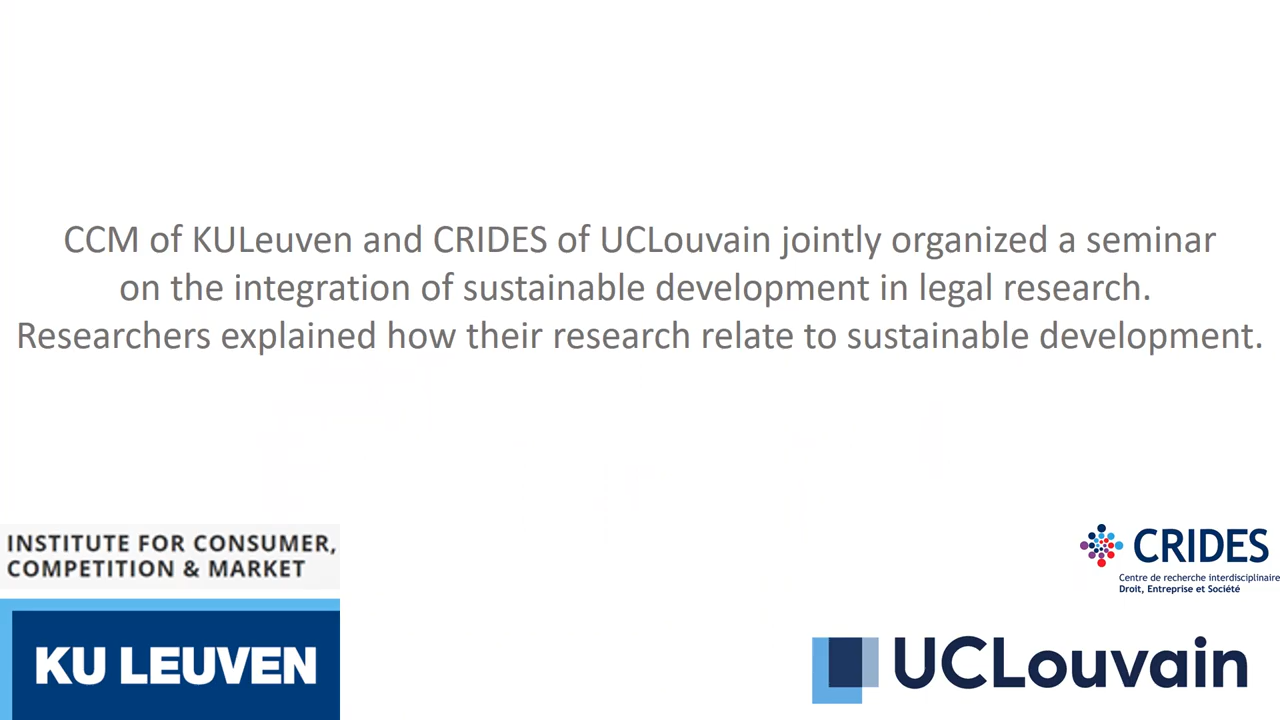 CCM of KULeuven and CRIDES of UCLouvain jointly organized a seminar
on the integration of sustainable development in legal research.
Researchers explained how their research relate to sustainable development.
INSTITUTE FOR CONSUMER,
COMPETITION & MARKET
KU LEUVEN
CRIDES
Centre de recherche interdisciplinaire
Droit, Entreprise et Société
UCLouvain